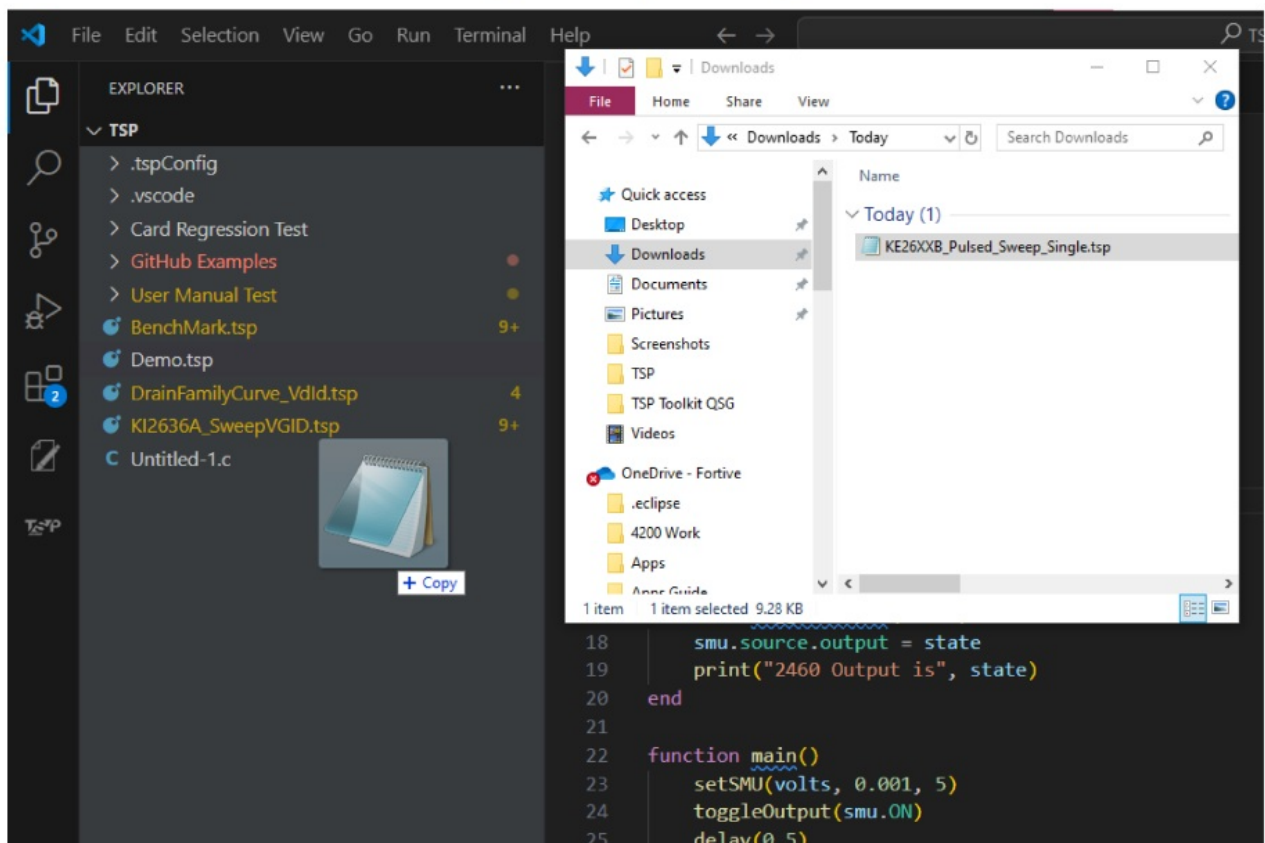 File Edit Selection View Go Run Terminal Help
EXPLORER
TSP
.tspConfig
.vscode
Card Regression Test
GitHub Examples
User Manual Test
BenchMark.tsp 9+
Demo.tsp
DrainFamilyCurve_VdId.tsp 4
KI2636A_SweepVGID.tsp 9+
C Untitled-1.c
2
TSP
+ Copy
Downloads
File Home Share View
« Downloads › Today
Search Downloads
Quick access
Desktop
Downloads
Documents
Pictures
Screenshots
TSP
TSP Toolkit QSG
Videos
OneDrive - Fortive
.eclipse
4200 Work
Apps
Apps Guide
Name
Today (1)
KE26XXB_Pulsed_Sweep_Single.tsp
1 item 1 item selected 9.28 KB
18 smu.source.output = state
19 print("2460 Output is", state)
20 end
21
22 function main()
23 setSMU(volts, 0.001, 5)
24 toggleOutput(smu.ON)
25 delay(0.5)